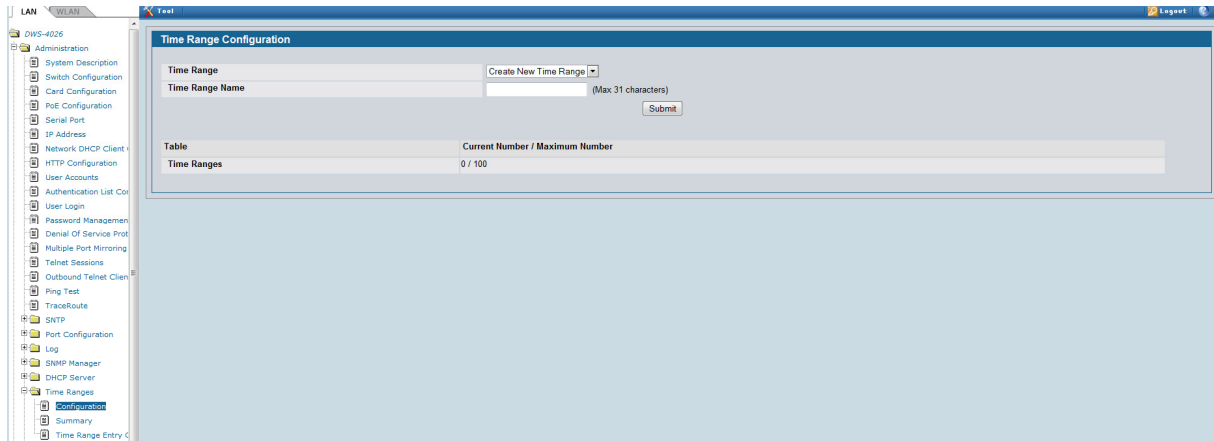 LAN
WLAN
Tool
Logout
DWS-4026
Administration
System Description
Switch Configuration
Card Configuration
PoE Configuration
Serial Port
IP Address
Network DHCP Client
HTTP Configuration
User Accounts
Authentication List Cor
User Login
Password Managemen
Denial Of Service Prot
Multiple Port Mirroring
Telnet Sessions
Outbound Telnet Clien
Ping Test
TraceRoute
SNTP
Port Configuration
Log
SNMP Manager
DHCP Server
Time Ranges
Configuration
Summary
Time Range Entry C
Time Range Configuration
Time Range Create New Time Range
Time Range Name (Max 31 characters)
Submit
Table Current Number / Maximum Number
Time Ranges 0 / 100